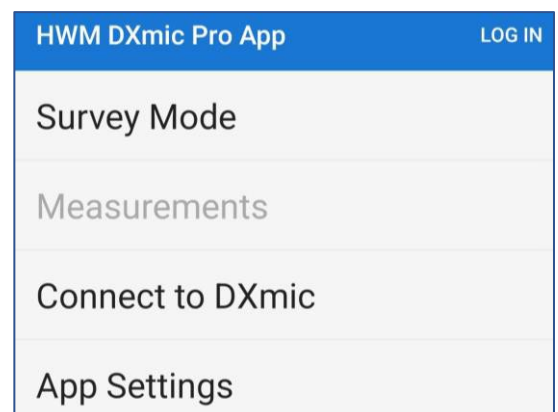 HWM DXmic Pro App LOG IN
Survey Mode
Measurements
Connect to DXmic
App Settings